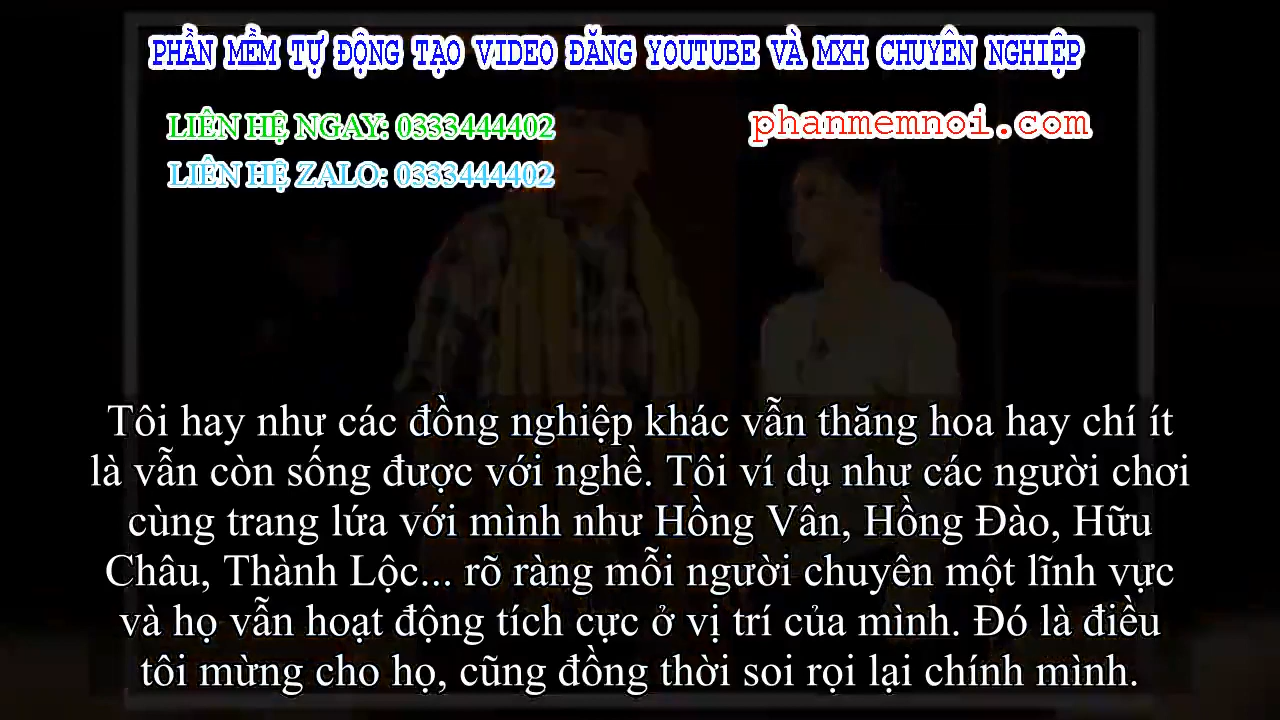 PHẦN MỀM TỰ ĐỘNG TẠO VIDEO ĐĂNG YOUTUBE VÀ MXH CHUYÊN NGHIỆP
LIÊN HỆ NGAY: 0333444402
phanmemnoi.com
LIÊN HỆ ZALO: 0333444402
Tôi hay như các đồng nghiệp khác vẫn thăng hoa hay chí ít
là vẫn còn sống được với nghề. Tôi ví dụ như các người chơi
cùng trang lứa với mình như Hồng Vân, Hồng Đào, Hữu
Châu, Thành Lộc... rõ ràng mỗi người chuyên một lĩnh vực
và họ vẫn hoạt động tích cực ở vị trí của mình. Đó là điều
tôi mừng cho họ, cũng đồng thời soi rọi lại chính mình.